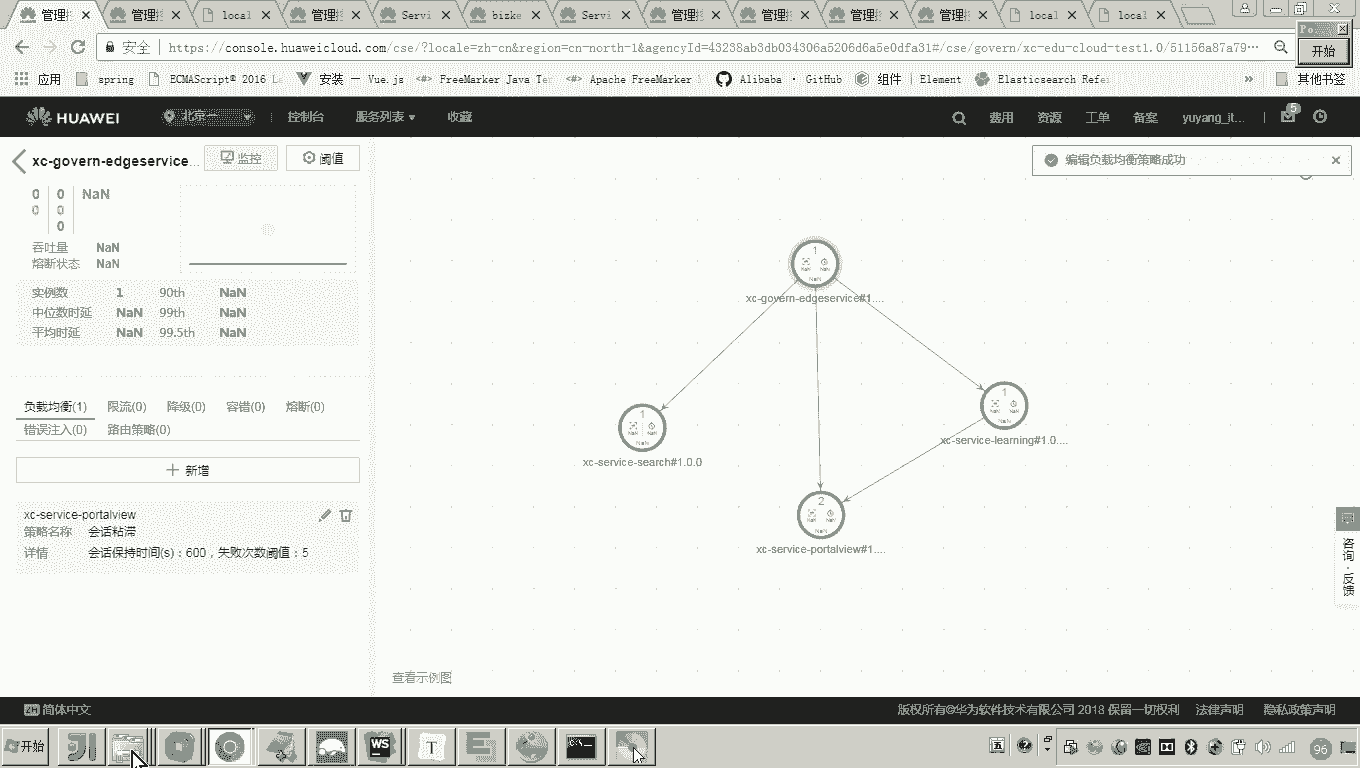 管理 local 管理 Servi bizke Servi 管理 管理 管理 管理 local local
安全 https://console.huaweicloud.com/cse/?locale=zh-cn&region=cn-north-1&agencyId=43238ab3db034306a5206d6a5e0dfa31#/cse/govern/xc-edu-cloud-test1.0/51156a87a79…
开始
应用 spring ECMAScript® 2016 安装 — Vue.js FreeMarker Java Te Apache FreeMarker Alibaba · GitHub 组件 Element Elasticsearch Refe » 其他书签
HUAWEI 北京一 控制台 服务列表 收藏 费用 资源 工单 备案 yuyang_it... 5
xc-govern-edgeservice... 监控 阈值
编辑负载均衡策略成功
0 0 NaN
0 0
0
吞吐量 NaN
熔断状态 NaN
实例数 1 90th NaN
中位数时延 NaN 99th NaN
平均时延 NaN 99.5th NaN
负载均衡(1) 限流(0) 降级(0) 容错(0) 熔断(0)
错误注入(0) 路由策略(0)
新增
xc-service-portalview
策略名称 会话粘滞
详情 会话保持时间(s)：600，失败次数阈值：5
1
NaN NaN
NaN
xc-govern-edgeservice#1....
1
NaN NaN
NaN
xc-service-search#1.0.0
1
NaN NaN
NaN
xc-service-learning#1.0....
2
NaN NaN
NaN
xc-service-portalview#1....
咨询·反馈
查看示例图
简体中文 版权所有©华为软件技术有限公司 2018 保留一切权利 法律声明 隐私政策声明
开始 WS T 96